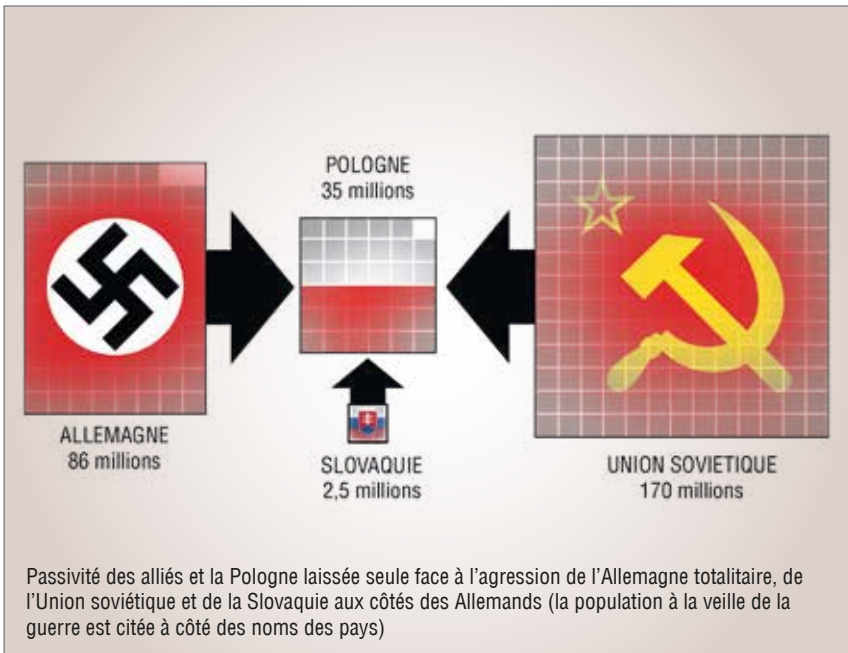 POLOGNE
35 millions
ALLEMAGNE
86 millions
SLOVAQUIE
2,5 millions
UNION SOVIETIQUE
170 millions
Passivité des alliés et la Pologne laissée seule face à l’agression de l’Allemagne totalitaire, de
l’Union soviétique et de la Slovaquie aux côtés des Allemands (la population à la veille de la
guerre est citée à côté des noms des pays)